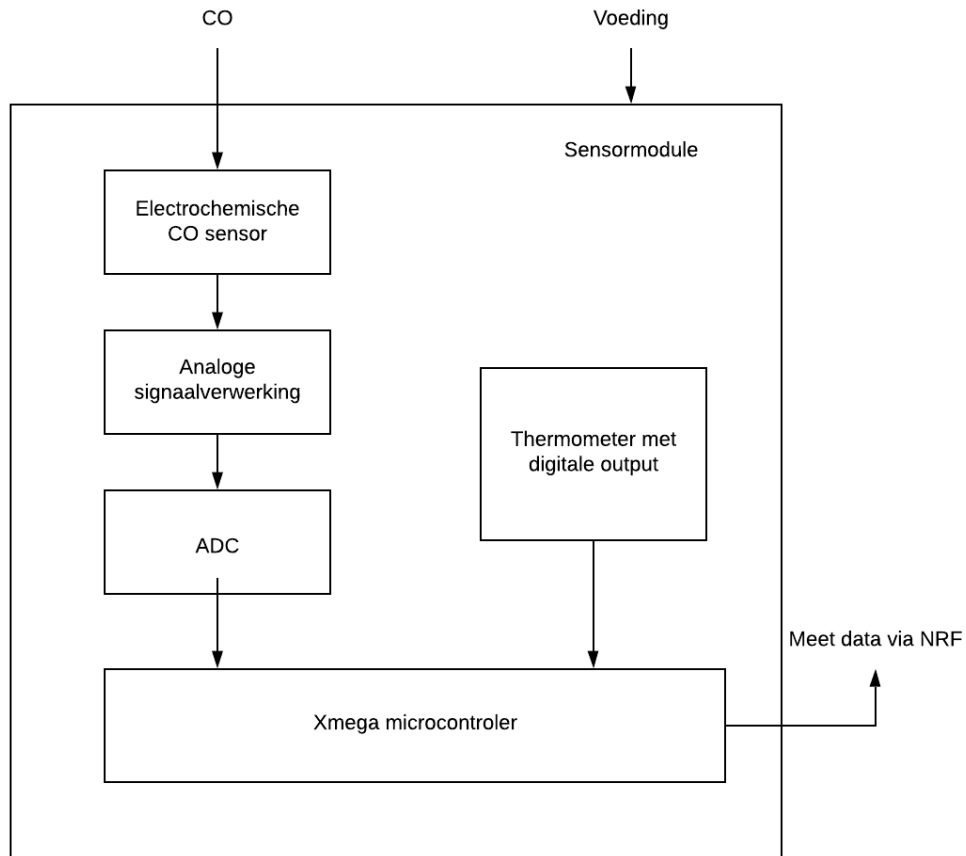 CO
Voeding
Sensormodule
Electrochemische
CO sensor
Analoge
signaalverwerking
Thermometer met
digitale output
ADC
Meet data via NRF
Xmega microcontroler